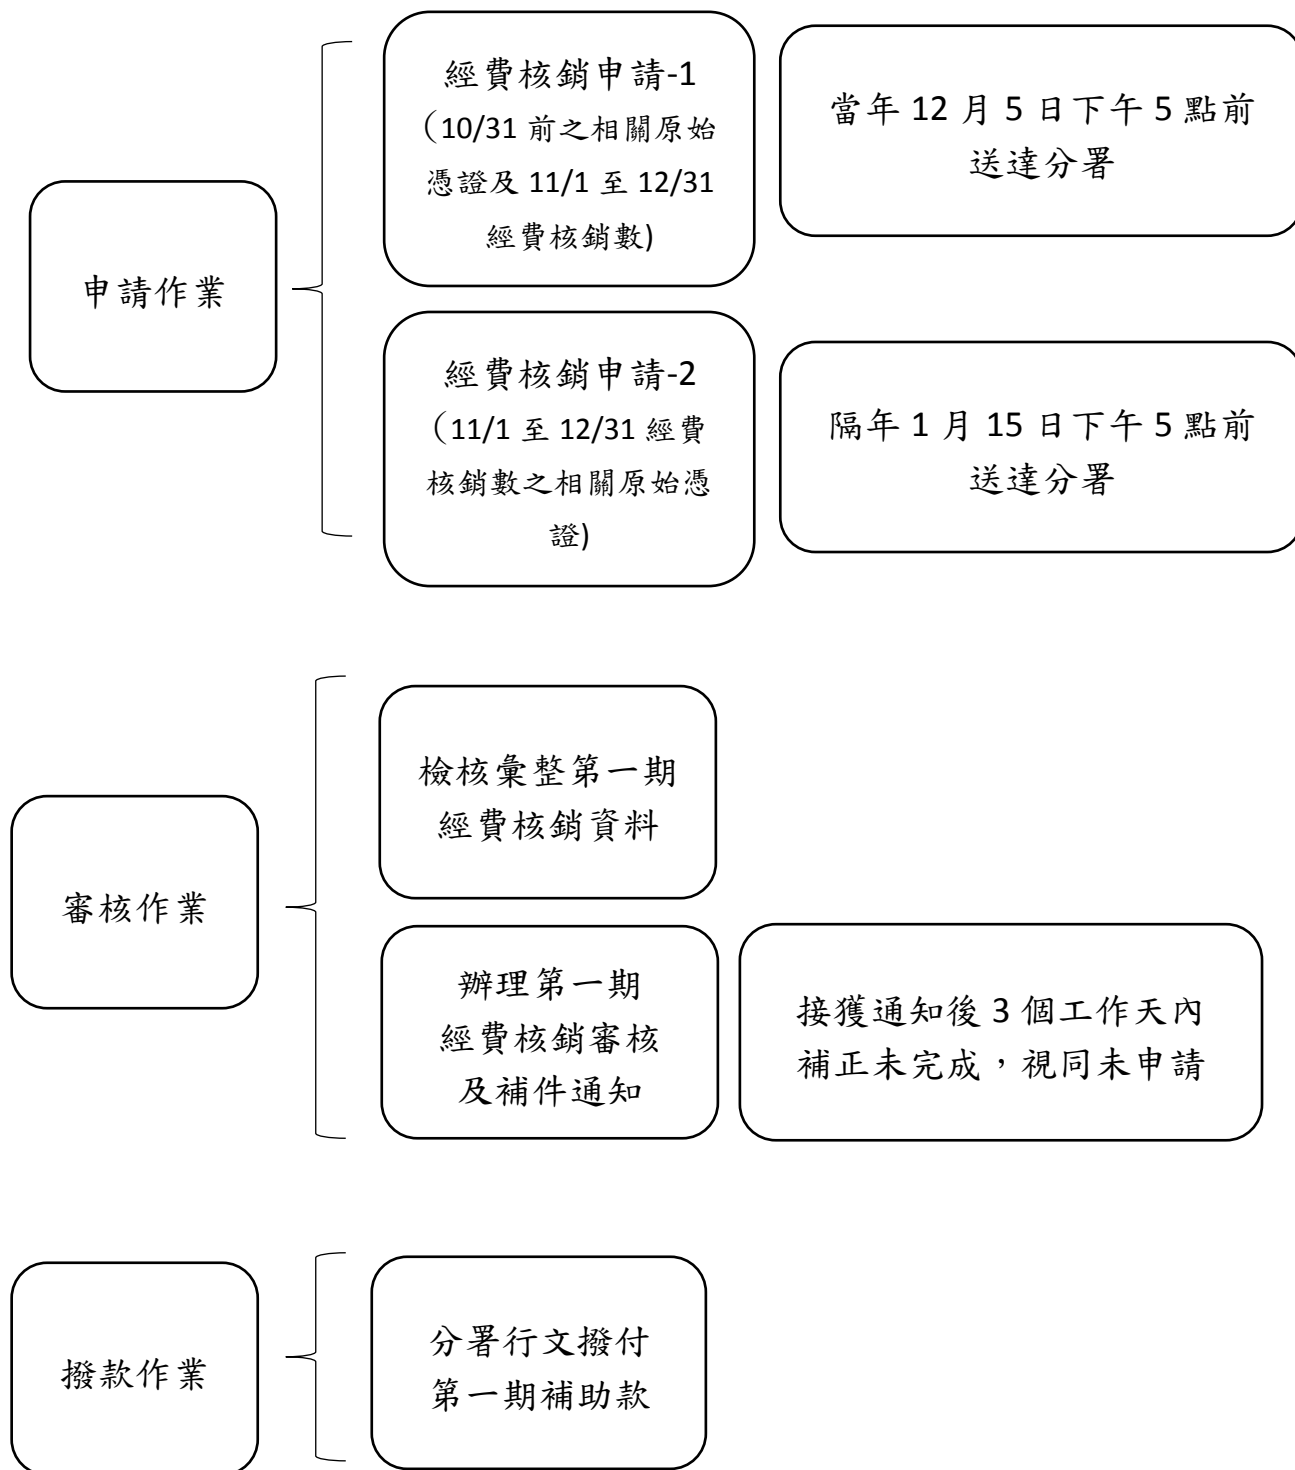 申請作業
經費核銷申請-1
（10/31 前之相關原始
憑證及 11/1 至 12/31
經費核銷數)
當年 12 月 5 日下午 5 點前
送達分署
經費核銷申請-2
（11/1 至 12/31 經費
核銷數之相關原始憑
證)
隔年 1 月 15 日下午 5 點前
送達分署
審核作業
檢核彙整第一期
經費核銷資料
辦理第一期
經費核銷審核
及補件通知
接獲通知後 3 個工作天內
補正未完成，視同未申請
撥款作業
分署行文撥付
第一期補助款